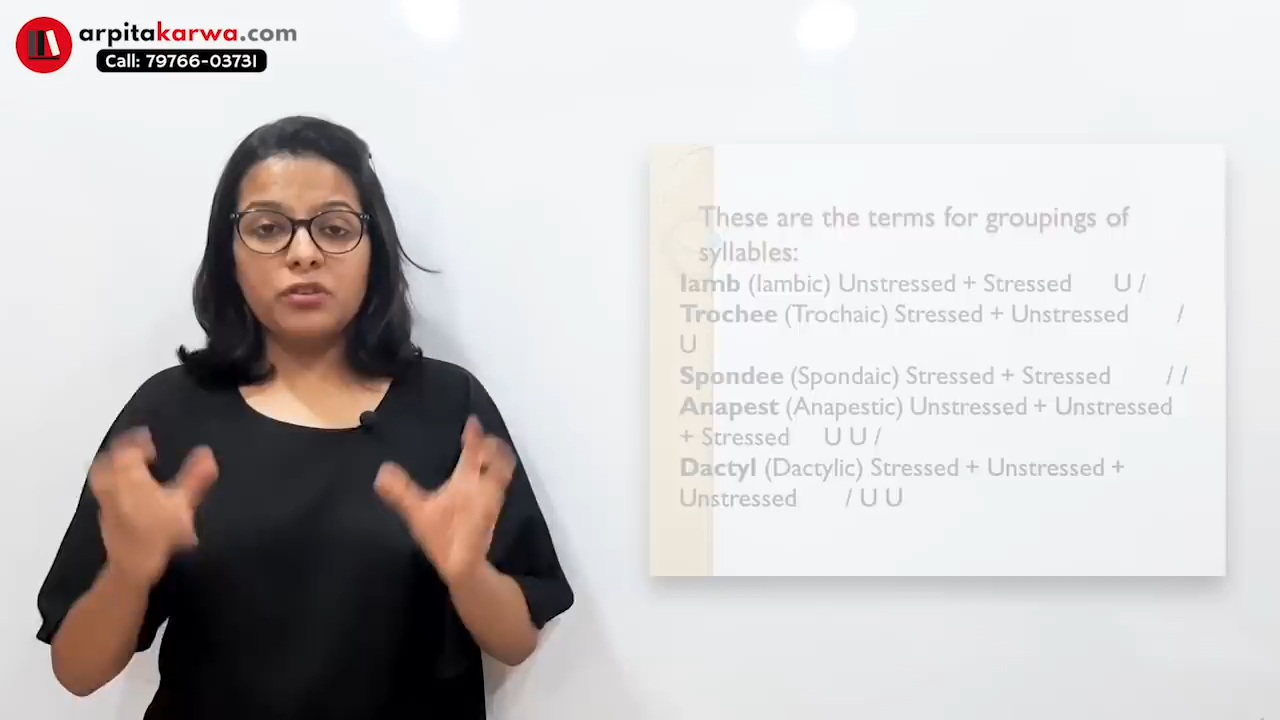 arpitakarwa.com
Call: 79766-03731
These are the terms for groupings of
syllables:
Iamb (Iambic) Unstressed + Stressed U /
Trochee (Trochaic) Stressed + Unstressed /
U
Spondee (Spondaic) Stressed + Stressed / /
Anapest (Anapestic) Unstressed + Unstressed
+ Stressed U U /
Dactyl (Dactylic) Stressed + Unstressed +
Unstressed / U U